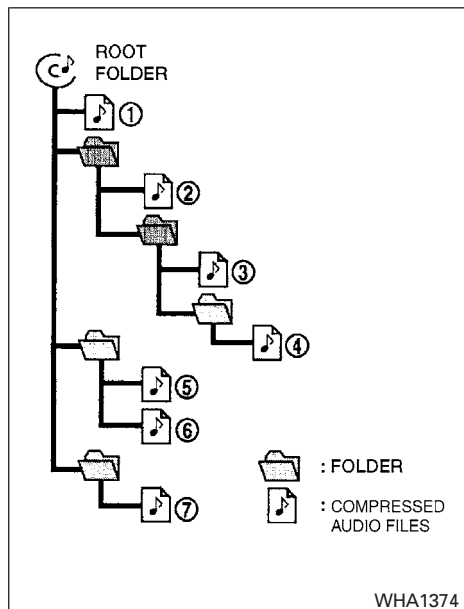 ROOT
FOLDER
①
②
③
④
⑤
⑥
⑦
: FOLDER
: COMPRESSED
AUDIO FILES
WHA1374